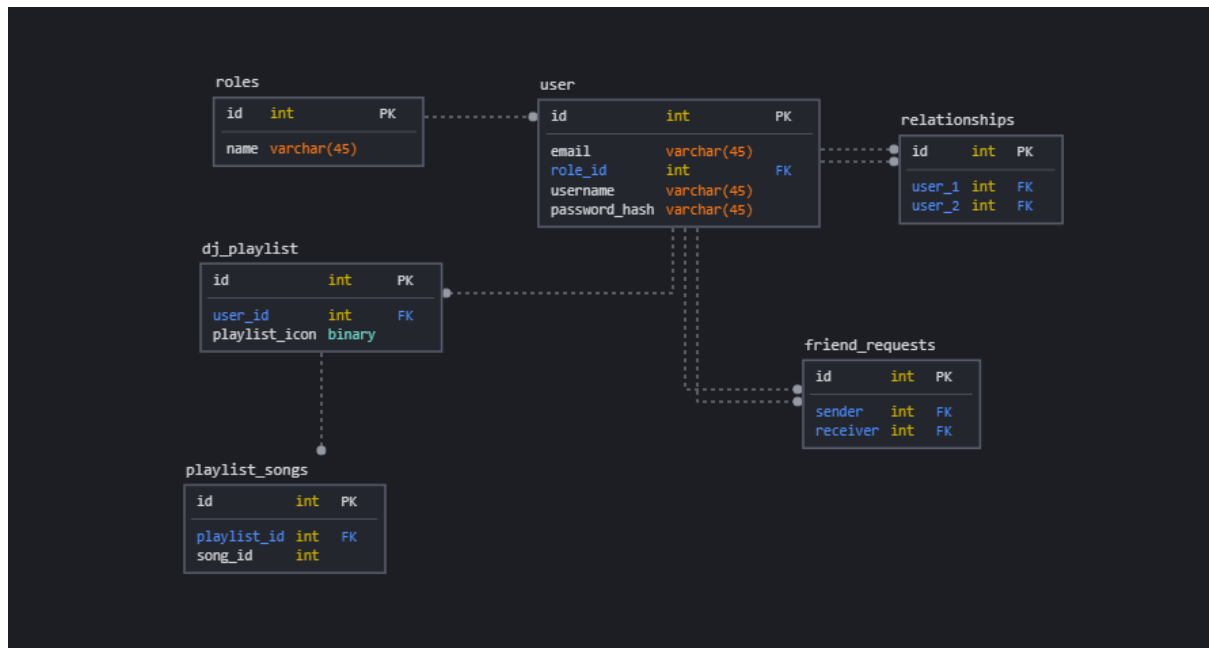 roles
id int PK
name varchar(45)
user
id int PK
email varchar(45)
role_id int FK
username varchar(45)
password_hash varchar(45)
relationships
id int PK
user_1 int FK
user_2 int FK
dj_playlist
id int PK
user_id int FK
playlist_icon binary
friend_requests
id int PK
sender int FK
receiver int FK
playlist_songs
id int PK
playlist_id int FK
song_id int